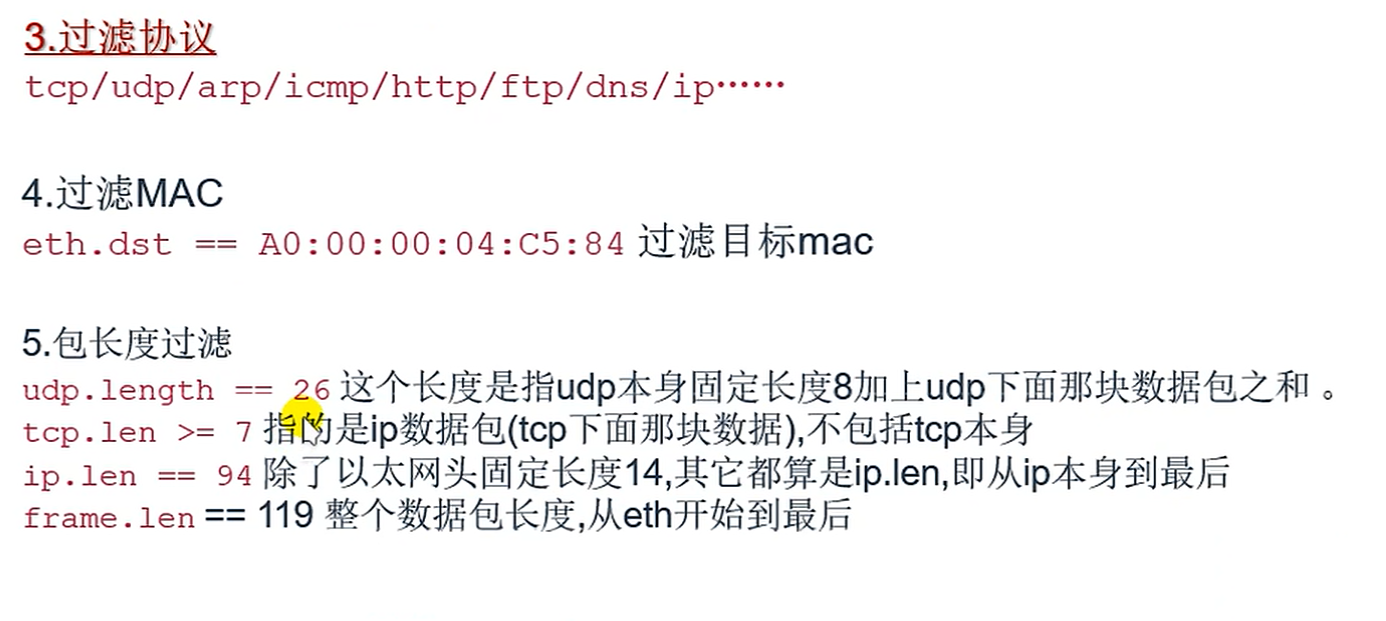 3.过滤协议
tcp/udp/arp/icmp/http/ftp/dns/ip……
4.过滤MAC
eth.dst == A0:00:00:04:C5:84 过滤目标mac
5.包长度过滤
udp.length == 26 这个长度是指udp本身固定长度8加上udp下面那块数据包之和 。
tcp.len >= 7 指的是ip数据包(tcp下面那块数据),不包括tcp本身
ip.len == 94 除了以太网头固定长度14,其它都算是ip.len,即从ip本身到最后
frame.len == 119 整个数据包长度,从eth开始到最后